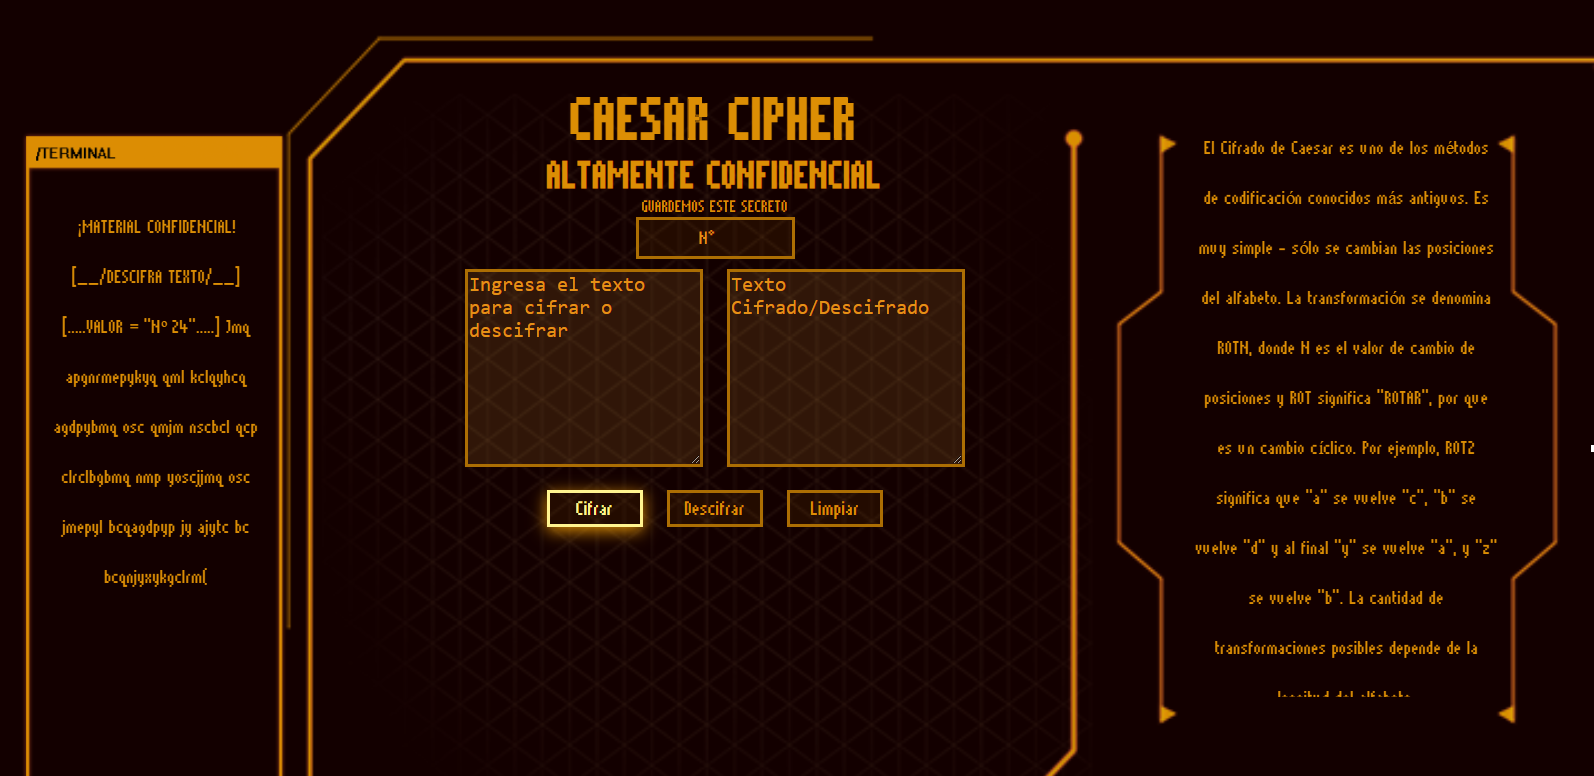 CAESAR CIPHER
ALTAMENTE CONFIDENCIAL
GUARDEMOS ESTE SECRETO
N°
Ingresa el texto
para cifrar o
descifrar
Texto
Cifrado/Descifrado
Cifrar
Descifrar
Limpiar
/TERMINAL
¡MATERIAL CONFIDENCIAL!
[__/DESCIFRA TEXTO/__]
[.....VALOR = "Nº 24".....] Jmq
apgnrmepykyq qml kclqyhcq
agdpybmq osc qmjm nscbcl qcp
clrclbgbmq nmp yoscjjmq osc
jmepyl bcqagdpyp jy ajytc bc
bcqnjyxykgclrm(
El Cifrado de Caesar es uno de los métodos
de codificación conocidos más antiguos. Es
muy simple - sólo se cambian las posiciones
del alfabeto. La transformación se denomina
ROTN, donde N es el valor de cambio de
posiciones y ROT significa "ROTAR", por que
es un cambio cíclico. Por ejemplo, ROT2
significa que "a" se vuelve "c", "b" se
vuelve "d" y al final "y" se vuelve "a", y "z"
se vuelve "b". La cantidad de
transformaciones posibles depende de la